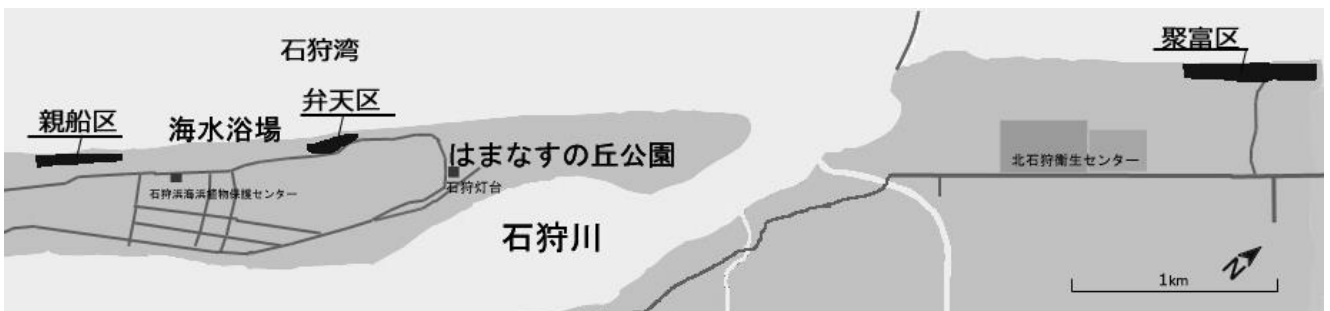 石狩湾
聚富区
弁天区
親船区
海水浴場
はまなすの丘公園
北石狩衛生センター
石狩浜海浜植物保護センター
石狩灯台
石狩川
N
1km